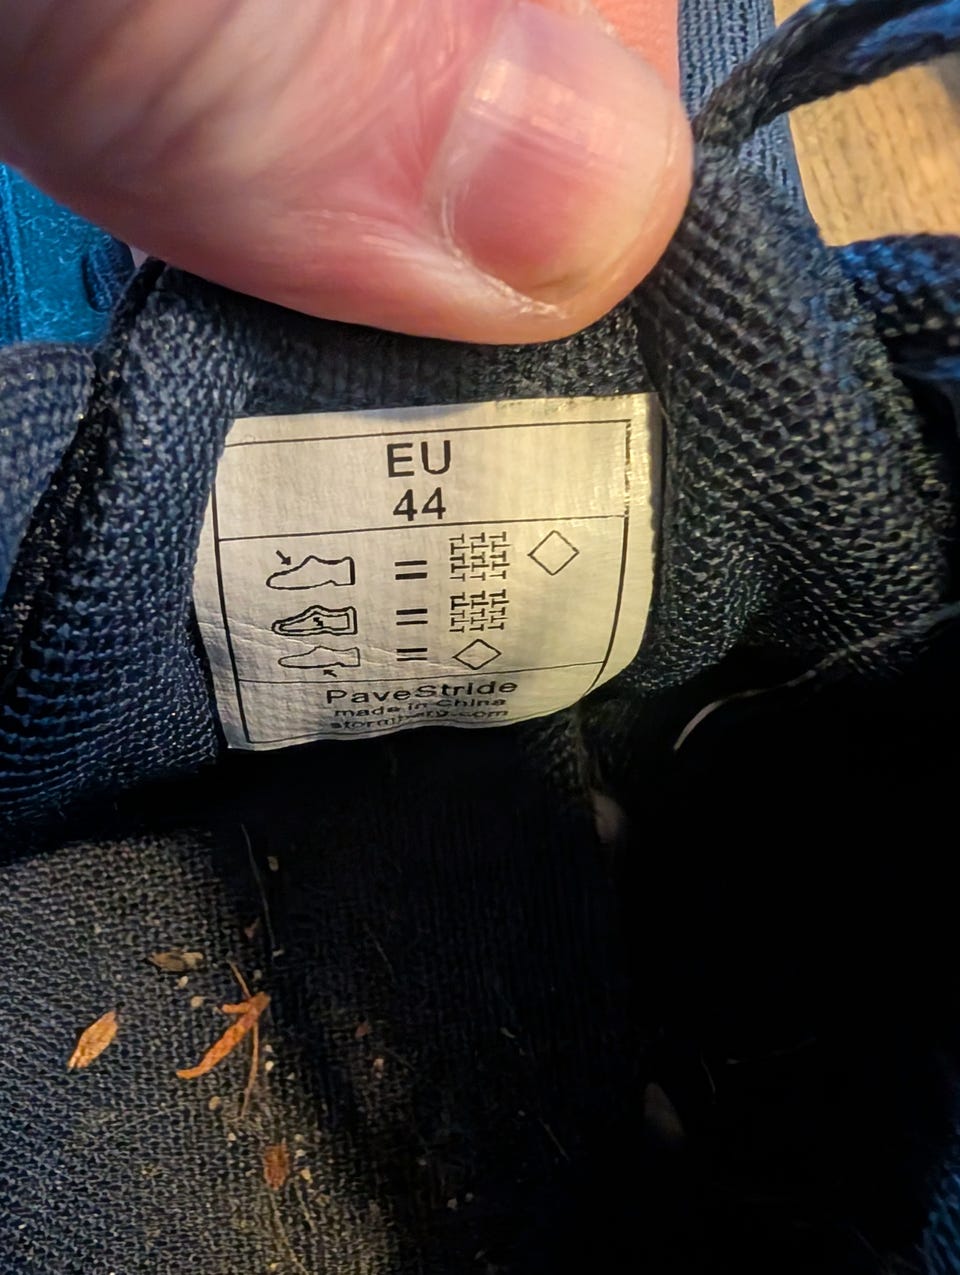 EU
44
=
=
=
PaveStride
made in China